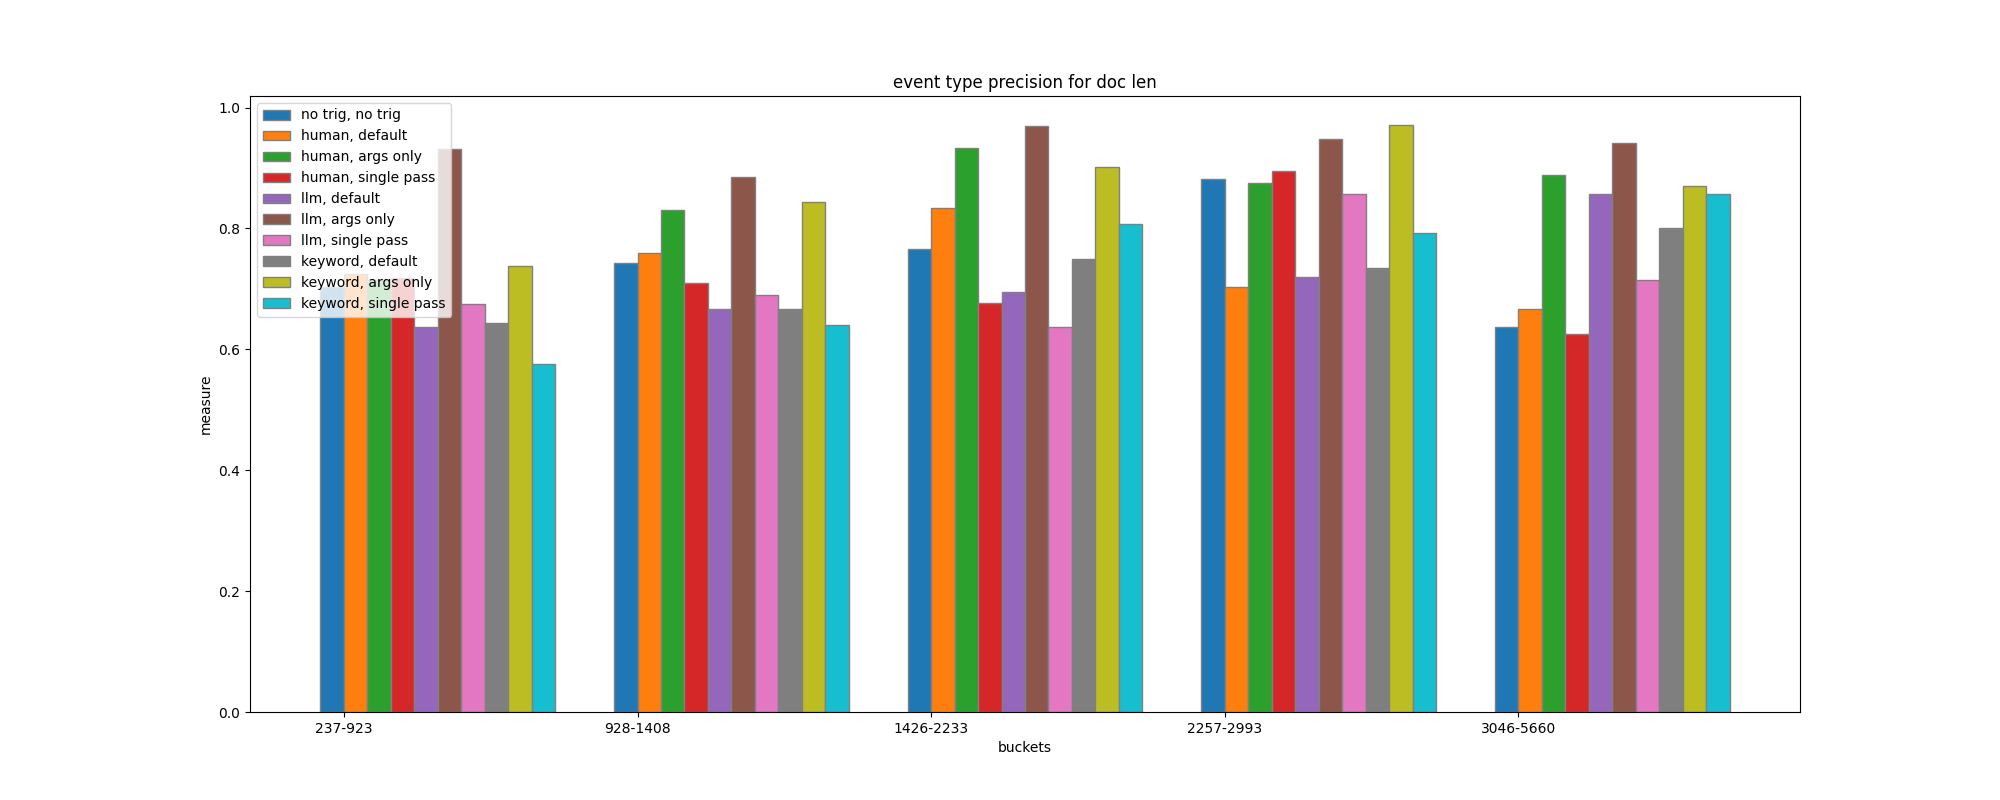 event type precision for doc len
1.0
0.8
0.6
0.4
0.2
0.0
measure
no trig, no trig
human, default
human, args only
human, single pass
llm, default
llm, args only
llm, single pass
keyword, default
keyword, args only
keyword, single pass
237-923
928-1408
1426-2233
2257-2993
3046-5660
buckets